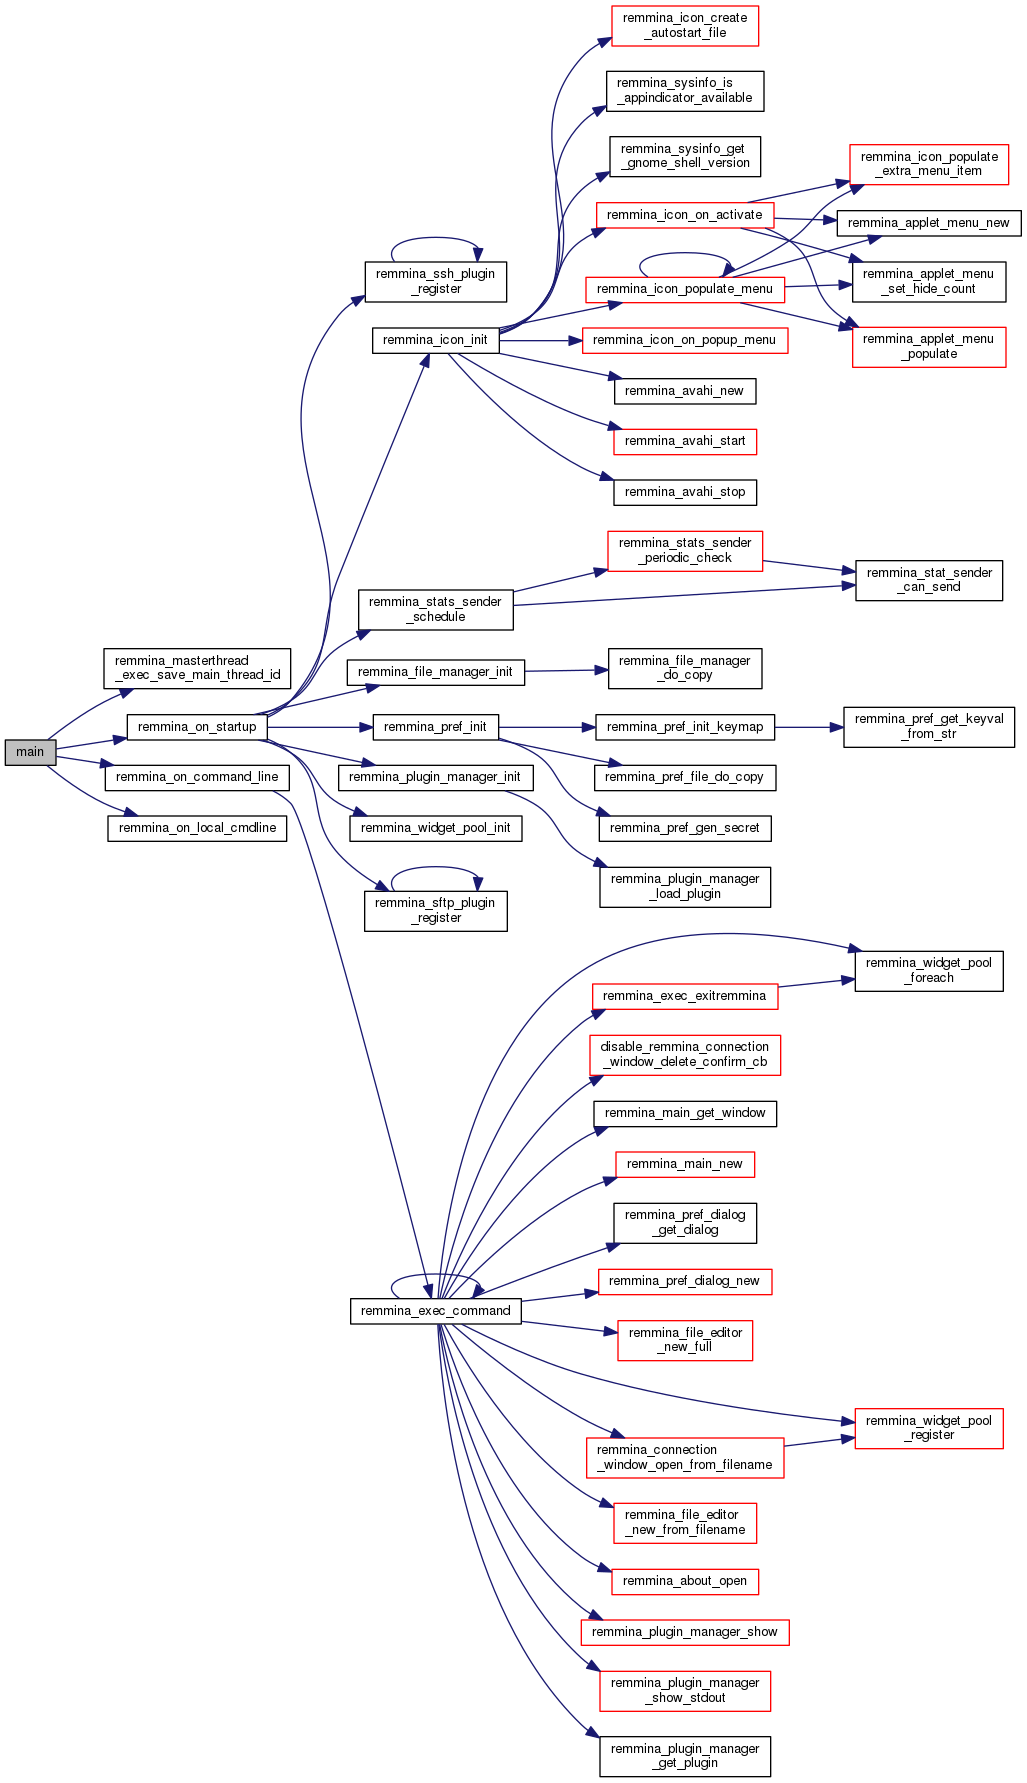 remmina_icon_create
_autostart_file
remmina_sysinfo_is
_appindicator_available
remmina_sysinfo_get
_gnome_shell_version
remmina_icon_populate
_extra_menu_item
remmina_icon_on_activate
remmina_applet_menu_new
remmina_ssh_plugin
_register
remmina_icon_populate_menu
remmina_applet_menu
_set_hide_count
remmina_icon_init
remmina_icon_on_popup_menu
remmina_applet_menu
_populate
remmina_avahi_new
remmina_avahi_start
remmina_avahi_stop
remmina_stats_sender
_periodic_check
remmina_stat_sender
_can_send
remmina_stats_sender
_schedule
remmina_masterthread
_exec_save_main_thread_id
remmina_file_manager_init
remmina_file_manager
_do_copy
remmina_on_startup
remmina_pref_init
remmina_pref_init_keymap
remmina_pref_get_keyval
_from_str
main
remmina_on_command_line
remmina_plugin_manager_init
remmina_pref_file_do_copy
remmina_on_local_cmdline
remmina_widget_pool_init
remmina_pref_gen_secret
remmina_plugin_manager
_load_plugin
remmina_sftp_plugin
_register
remmina_widget_pool
_foreach
remmina_exec_exitremmina
disable_remmina_connection
_window_delete_confirm_cb
remmina_main_get_window
remmina_main_new
remmina_pref_dialog
_get_dialog
remmina_pref_dialog_new
remmina_exec_command
remmina_file_editor
_new_full
remmina_widget_pool
_register
remmina_connection
_window_open_from_filename
remmina_file_editor
_new_from_filename
remmina_about_open
remmina_plugin_manager_show
remmina_plugin_manager
_show_stdout
remmina_plugin_manager
_get_plugin